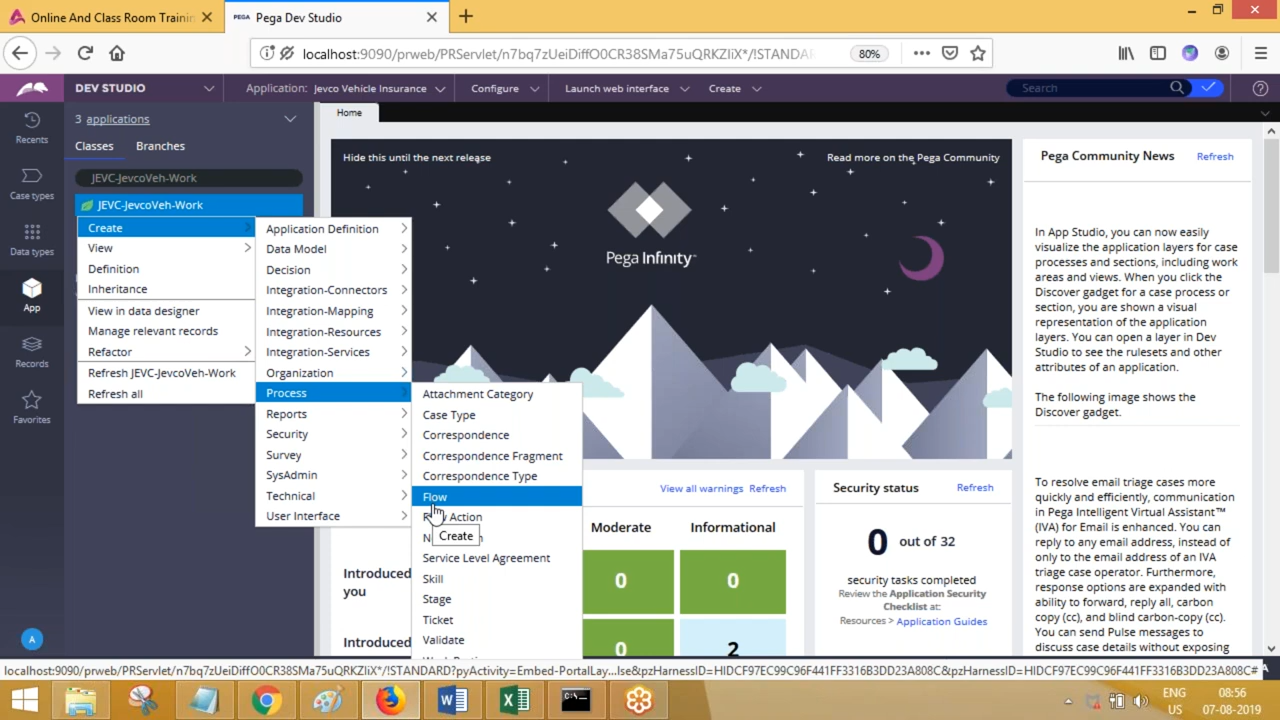 Online And Class Room Trainin
PEGA Pega Dev Studio
localhost:9090/prweb/PRServlet/n7bq7zUeiDiffO0CR38SMa75uQRKZIiX*/!STANDAR
80%
DEV STUDIO
Application: Jevco Vehicle Insurance
Configure
Launch web interface
Create
Search
Recents
Case types
Data types
App
Records
Favorites
A
3 applications
Classes
Branches
JEVC-JevcoVeh-Work
JEVC-JevcoVeh-Work
Create
View
Definition
Inheritance
View in data designer
Manage relevant records
Refactor
Refresh JEVC-JevcoVeh-Work
Refresh all
Application Definition
Data Model
Decision
Integration-Connectors
Integration-Mapping
Integration-Resources
Integration-Services
Organization
Process
Reports
Security
Survey
SysAdmin
Technical
User Interface
Attachment Category
Case Type
Correspondence
Correspondence Fragment
Correspondence Type
Flow
Action
Create
Service Level Agreement
Skill
Stage
Ticket
Validate
Home
Hide this until the next release
Read more on the Pega Community
Pega Infinity™
View all warnings Refresh
Moderate
Informational
0
0
0
2
Introduced
you
Introduced
Security status
Refresh
0 out of 32
security tasks completed
Review the Application Security
Checklist at:
Resources > Application Guides
Pega Community News
Refresh
In App Studio, you can now easily
visualize the application layers for case
processes and sections, including work
areas and views. When you click the
Discover gadget for a case process or
section, you are shown a visual
representation of the application
layers. You can open a layer in Dev
Studio to see the rulesets and other
attributes of an application.
The following image shows the
Discover gadget.
To resolve email triage cases more
quickly and efficiently, communication
in Pega Intelligent Virtual Assistant™
(IVA) for Email is enhanced. You can
reply to any email address, instead of
only to the email address of an IVA
triage case operator. Furthermore,
response options are expanded with
ability to forward, reply all, carbon
copy (cc), and blind carbon-copy (cc).
You can send Pulse messages to
discuss case details without exposing
localhost:9090/prweb/PRServlet/n7bq7zUeiDiffO0CR38SMa75uQRKZIiX*/!STANDARD?pyActivity=Embed-PortalLay...lse&pzHarnessID=HIDCF97EC99C96F441FF3316B3DD23A808C&pzHarnessID=HIDCF97EC99C96F441FF3316B3DD23A808C#
ENG
US
08:56
07-08-2019